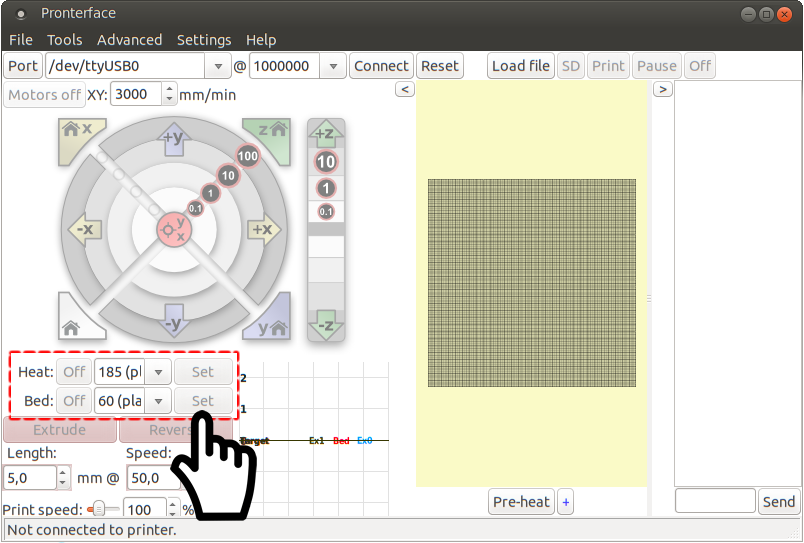 Pronterface
File Tools Advanced Settings Help
Port /dev/ttyUSB0 @ 1000000 Connect Reset Load file SD Print Pause Off
Motors off XY: 3000 mm/min < >
x +y z +z
100 10
10 1
1 0.1
0.1
-x y x +x
-y y -z
Heat: Off 185 (pl Set
Bed: Off 60 (pla Set
2
1
Extrude Revers
Target Ex1 Bed Ex0
Length: Speed:
5,0 mm @ 50,0
Print speed: 100 %
Pre-heat + Send
Not connected to printer.